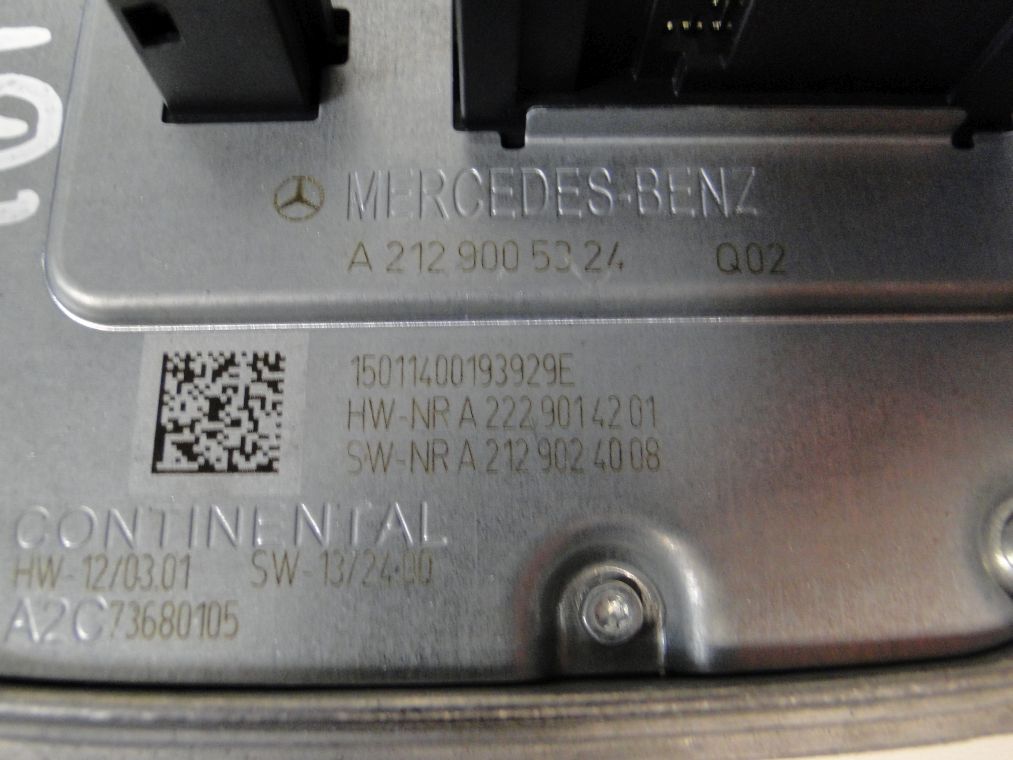 MERCEDES-BENZ
A 212 900 53 24 Q02
15011400193929E
HW-NR A 222 901 42 01
SW-NR A 212 902 40 08
CONTINENTAL
HW-12/03.01 SW-13/24.00
A2C73680105